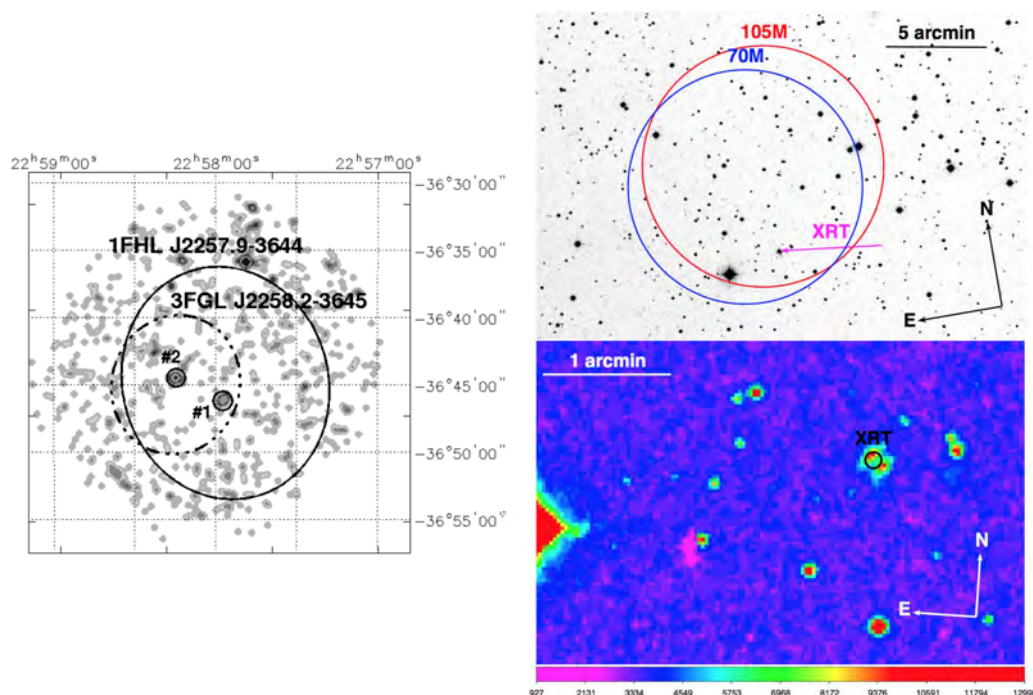 22ʰ59ᵐ00ˢ 22ʰ58ᵐ00ˢ 22ʰ57ᵐ00ˢ
-36°30'00"
1FHL J2257.9-3644
-36°35'00"
3FGL J2258.2-3645
-36°40'00"
#2
-36°45'00"
#1
-36°50'00"
-36°55'00"
105M
5 arcmin
70M
XRT
N
E
1 arcmin
XRT
N
E
927 2131 3334 4549 5753 6968 8172 9376 10591 11794